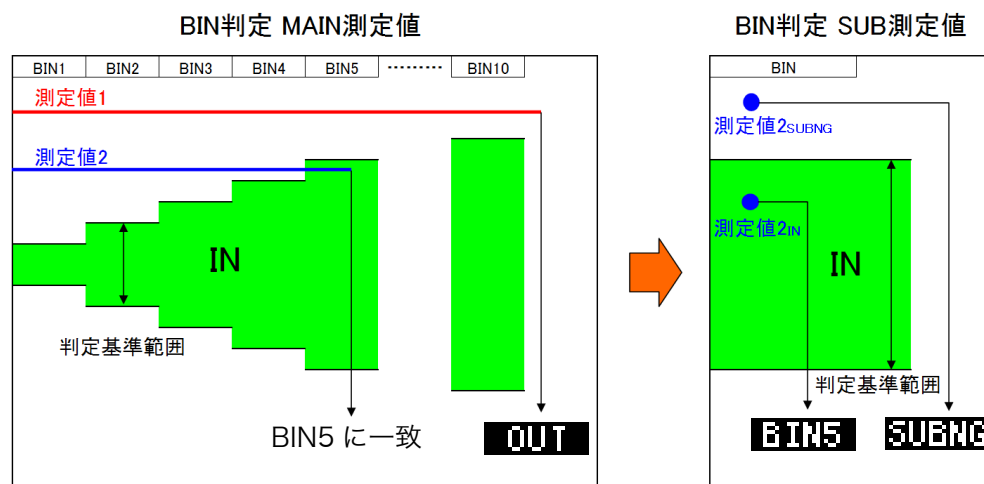 BIN判定 MAIN測定値
BIN1 BIN2 BIN3 BIN4 BIN5 ········· BIN10
測定値1
測定値2
IN
判定基準範囲
BIN5 に一致
OUT
BIN判定 SUB測定値
BIN
測定値2SUBNG
測定値2IN
IN
判定基準範囲
BIN5
SUBNG